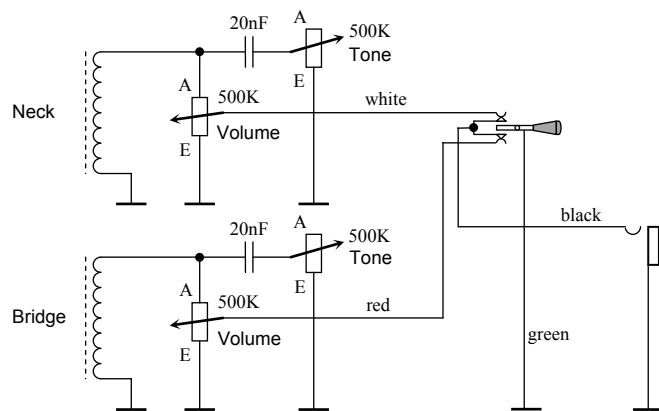 20nF
A
500K
Tone
E
A
500K
Volume
E
white
Neck
black
20nF
A
500K
Tone
E
A
500K
Volume
E
red
Bridge
green